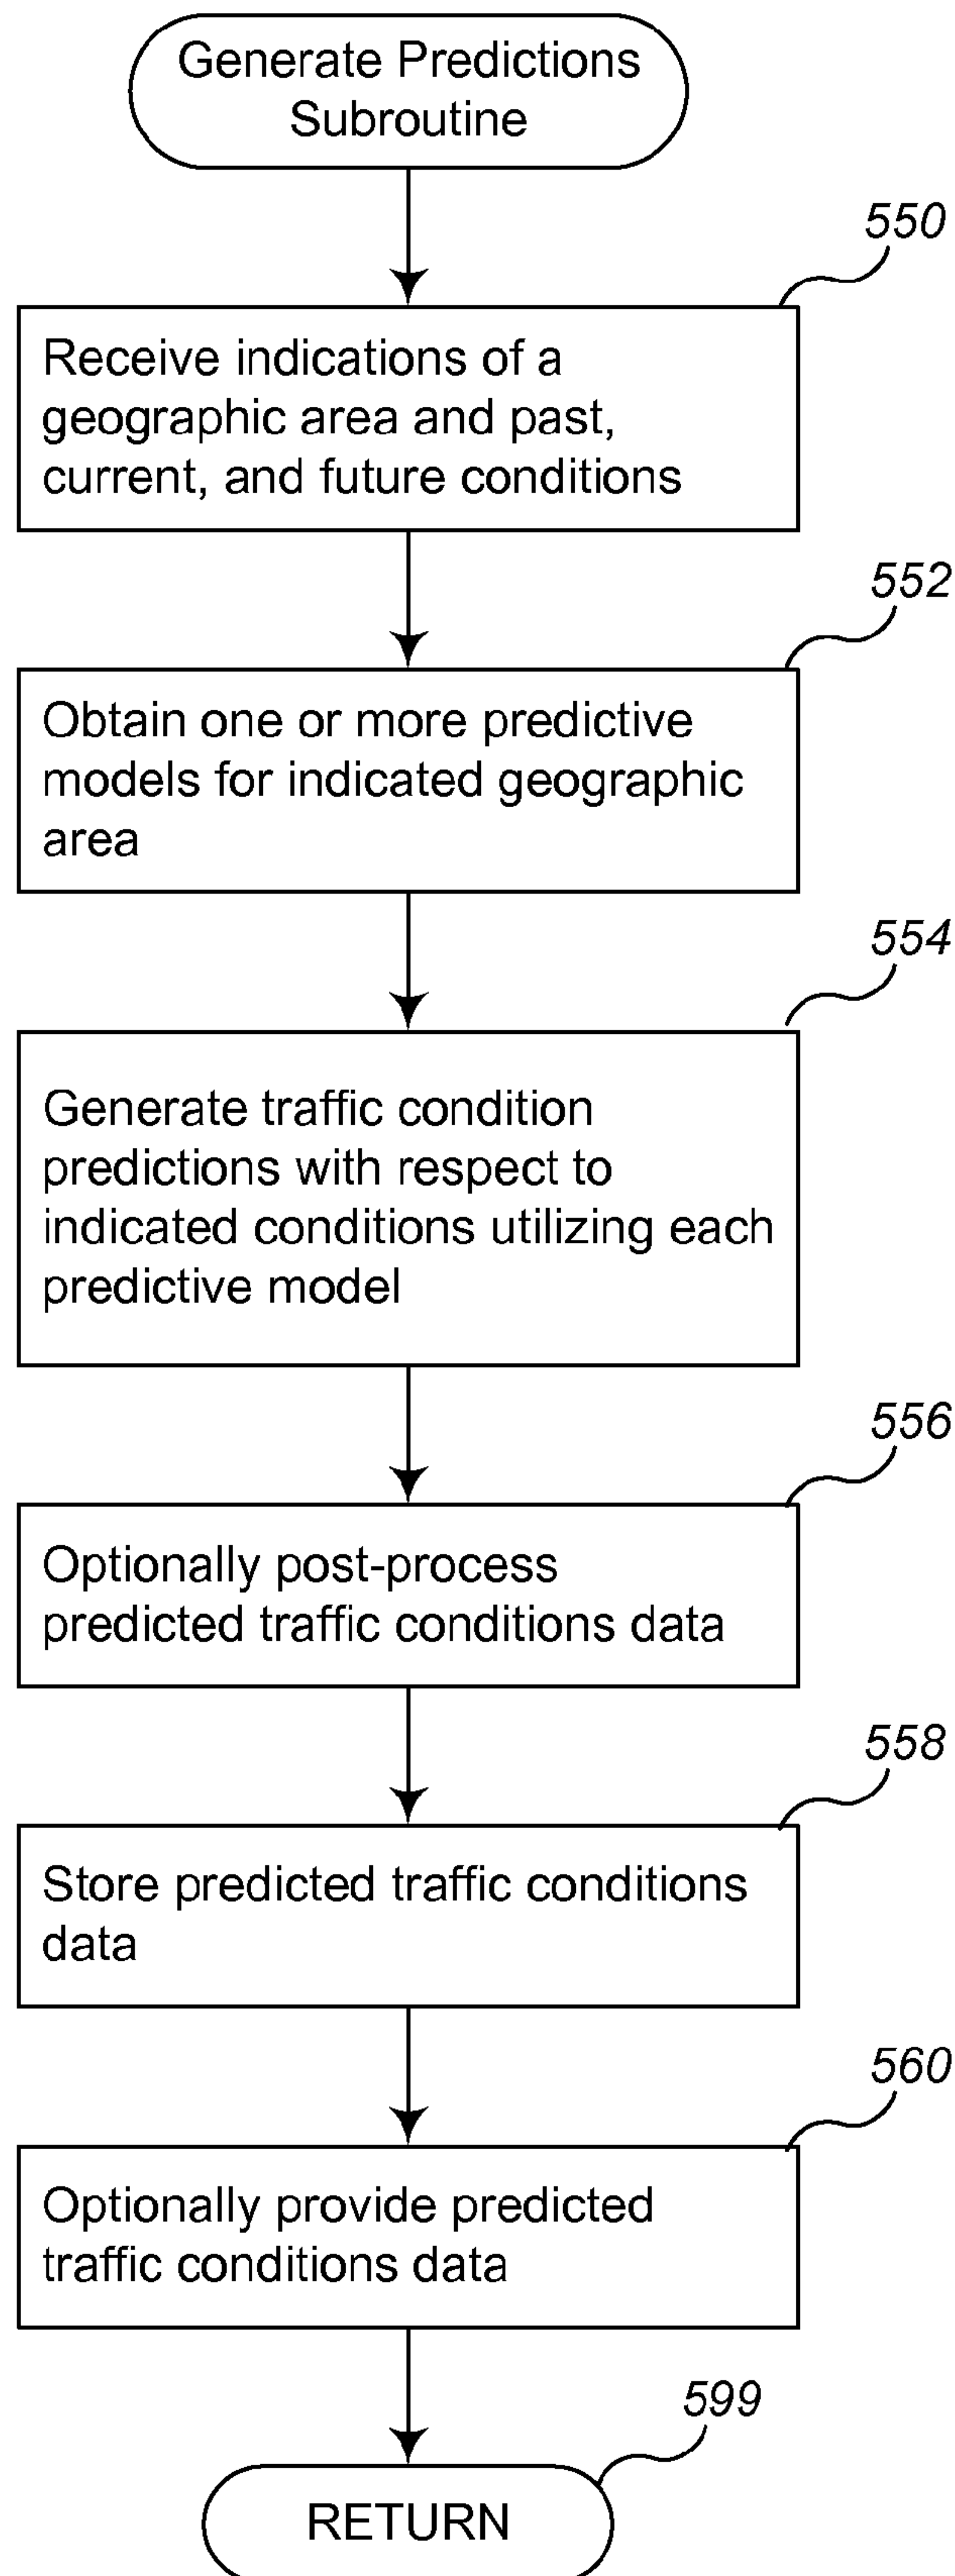 Generate Predictions
Subroutine
550
Receive indications of a
geographic area and past,
current, and future conditions
552
Obtain one or more predictive
models for indicated geographic
area
554
Generate traffic condition
predictions with respect to
indicated conditions utilizing each
predictive model
556
Optionally post-process
predicted traffic conditions data
558
Store predicted traffic conditions
data
560
Optionally provide predicted
traffic conditions data
599
RETURN